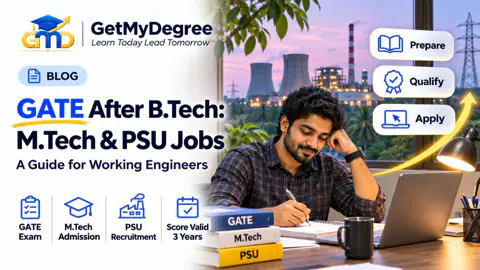 GMD
GetMyDegree
Learn Today Lead Tomorrow
BLOG
GATE After B.Tech:
M.Tech & PSU Jobs
A Guide for Working Engineers
GATE
Exam
M.Tech
Admission
PSU
Recruitment
Score Valid
3 Years
Prepare
Qualify
Apply
GATE
M.Tech
PSU